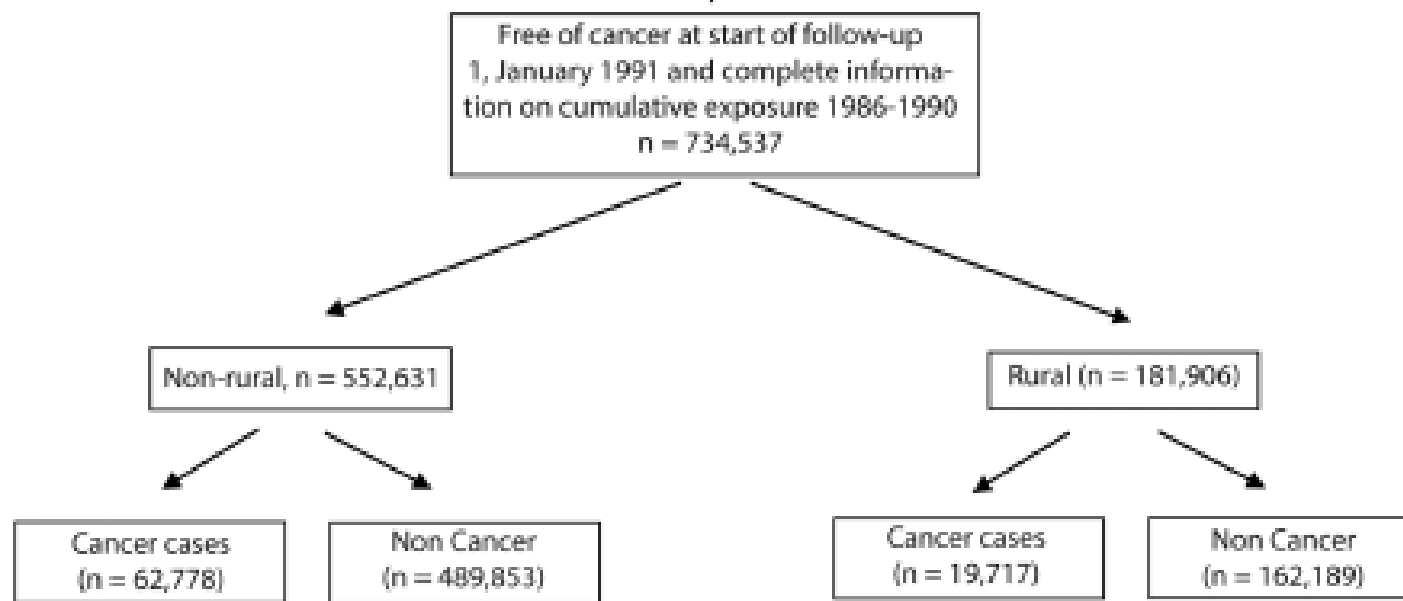 Free of cancer at start of follow-up
1, January 1991 and complete informa-
tion on cumulative exposure 1986-1990
n = 734,537
Non-rural, n = 552,631
Rural (n = 181,906)
Cancer cases
(n = 62,778)
Non Cancer
(n = 489,853)
Cancer cases
(n = 19,717)
Non Cancer
(n = 162,189)